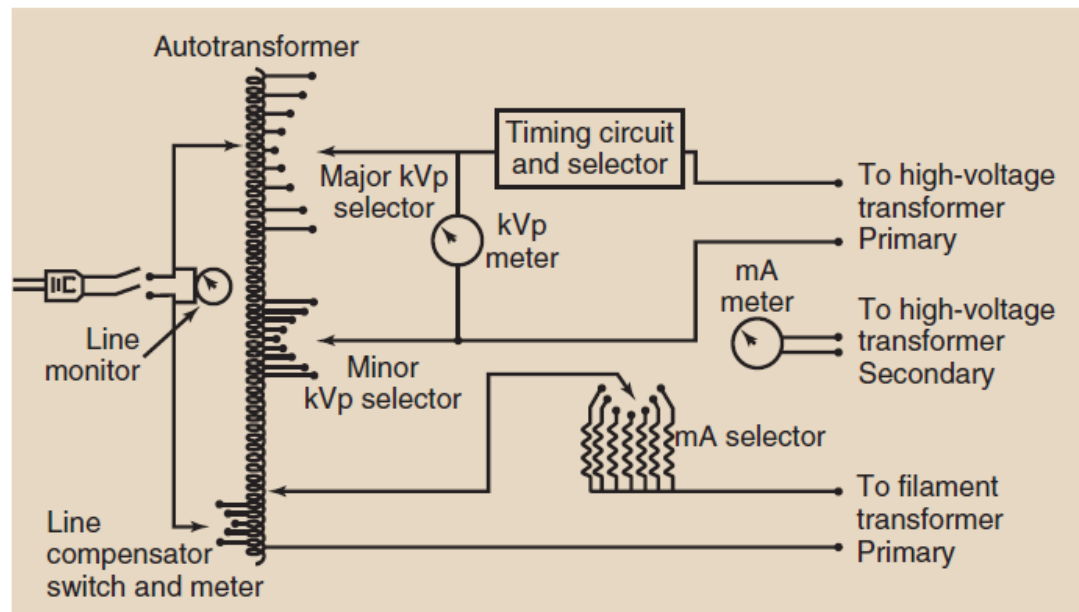 Autotransformer
Timing circuit
and selector
Major kVp
selector
kVp
meter
To high-voltage
transformer
Primary
mA
meter
To high-voltage
transformer
Secondary
Line
monitor
Minor
kVp selector
mA selector
To filament
transformer
Primary
Line
compensator
switch and meter